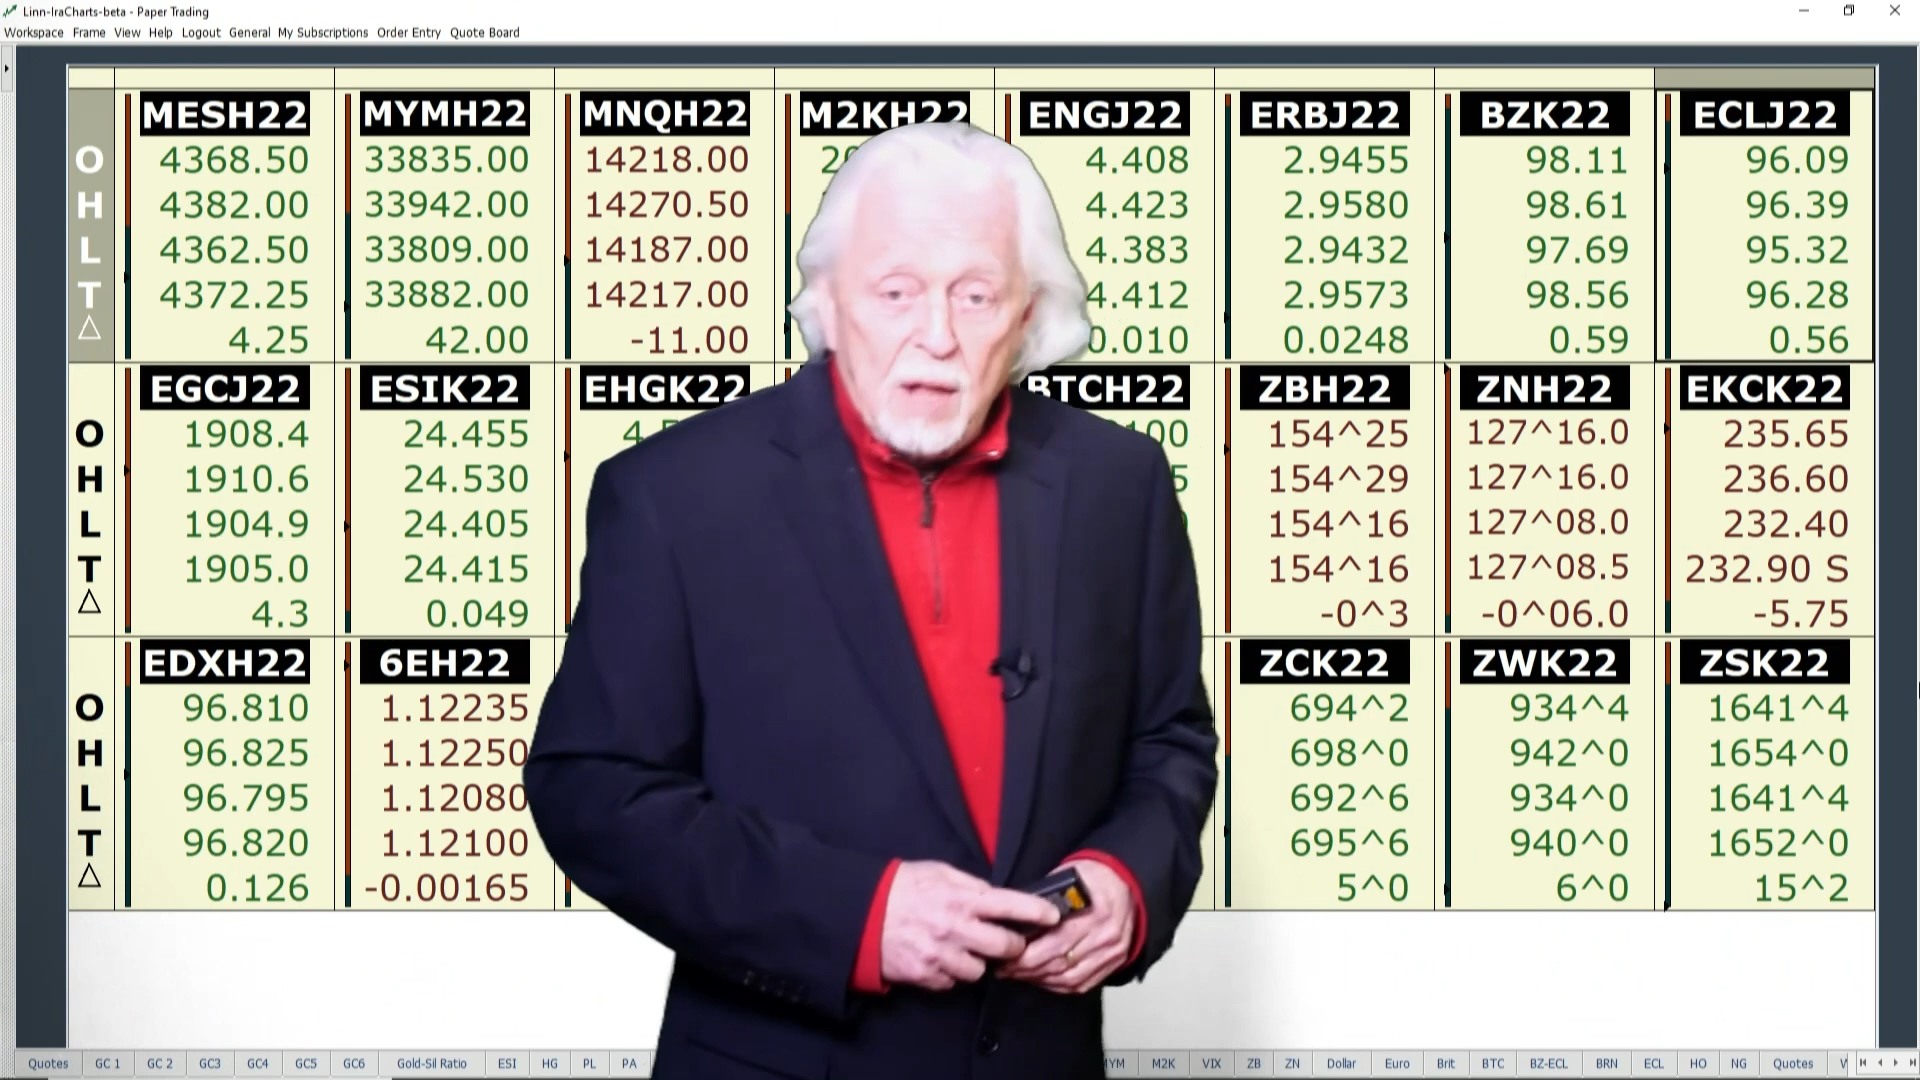 Linn-IraCharts-beta - Paper Trading
Workspace Frame View Help Logout General My Subscriptions Order Entry Quote Board
MESH22 MYMH22 MNQH22 M2KH22 ENGJ22 ERBJ22 BZK22 ECLJ22
O 4368.50 33835.00 14218.00 4.408 2.9455 98.11 96.09
H 4382.00 33942.00 14270.50 4.423 2.9580 98.61 96.39
L 4362.50 33809.00 14187.00 4.383 2.9432 97.69 95.32
T 4372.25 33882.00 14217.00 4.412 2.9573 98.56 96.28
△ 4.25 42.00 -11.00 0.010 0.0248 0.59 0.56
EGCJ22 ESIK22 EHGK22 BTCH22 ZBH22 ZNH22 EKCK22
O 1908.4 24.455 154^25 127^16.0 235.65
H 1910.6 24.530 154^29 127^16.0 236.60
L 1904.9 24.405 154^16 127^08.0 232.40
T 1905.0 24.415 154^16 127^08.5 232.90 S
△ 4.3 0.049 -0^3 -0^06.0 -5.75
EDXH22 6EH22 ZCK22 ZWK22 ZSK22
O 96.810 1.12235 694^2 934^4 1641^4
H 96.825 1.12250 698^0 942^0 1654^0
L 96.795 1.12080 692^6 934^0 1641^4
T 96.820 1.12100 695^6 940^0 1652^0
△ 0.126 -0.00165 5^0 6^0 15^2
Quotes GC 1 GC 2 GC3 GC4 GC5 GC6 Gold-Sil Ratio ESI HG PL PA MYM M2K VIX ZB ZN Dollar Euro Brit BTC BZ-ECL BRN ECL HO NG Quotes